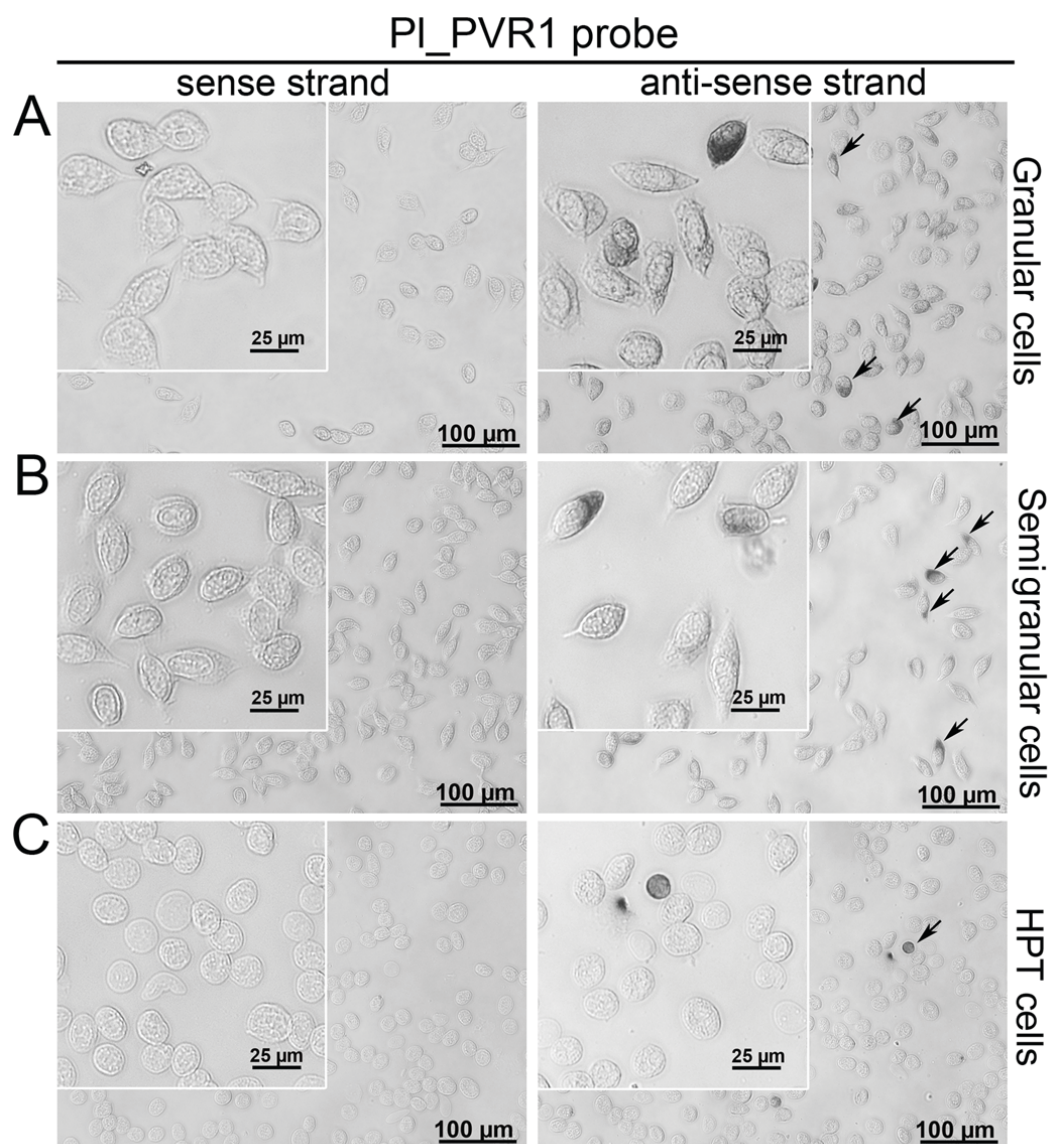 Pl_PVR1 probe
sense strand
anti-sense strand
A
25 µm
100 µm
25 µm
100 µm
Granular cells
B
25 µm
100 µm
25 µm
100 µm
Semigranular cells
C
25 µm
100 µm
25 µm
100 µm
HPT cells